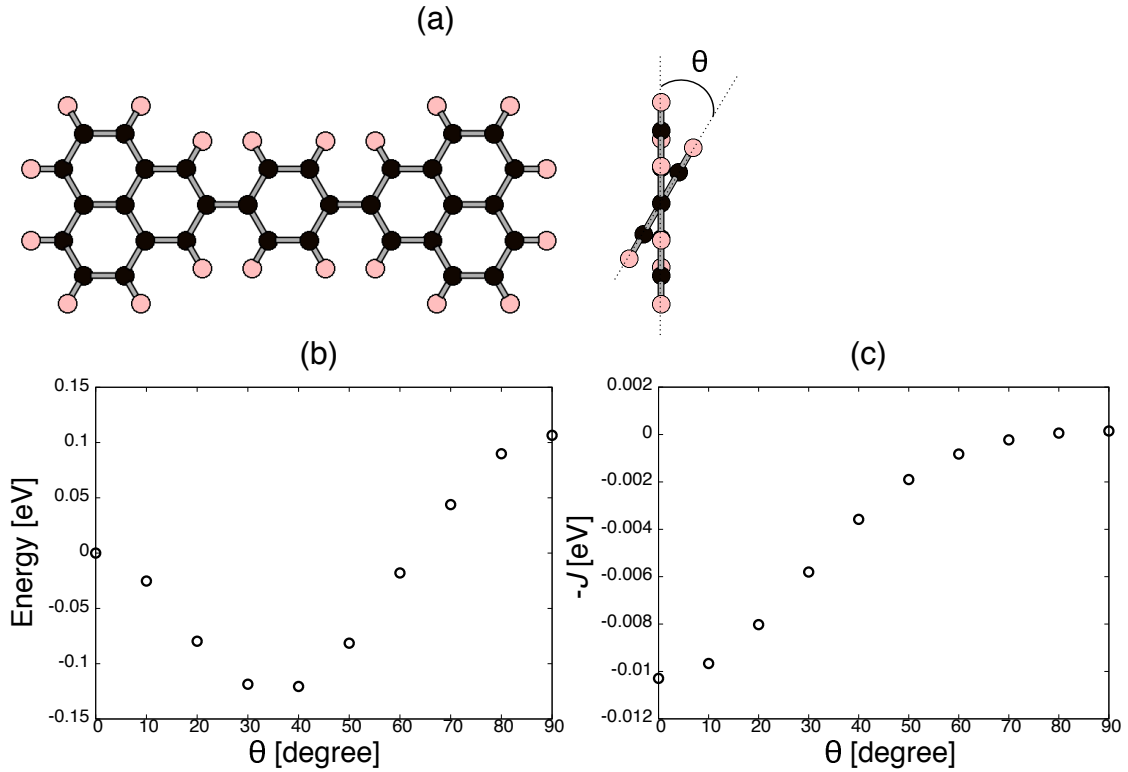 (a)
θ
(b)
0.15
0.1
0.05
0
-0.05
-0.1
-0.15
Energy [eV]
0 10 20 30 40 50 60 70 80 90
θ [degree]
(c)
0.002
0
-0.002
-0.004
-0.006
-0.008
-0.01
-0.012
-J [eV]
0 10 20 30 40 50 60 70 80 90
θ [degree]